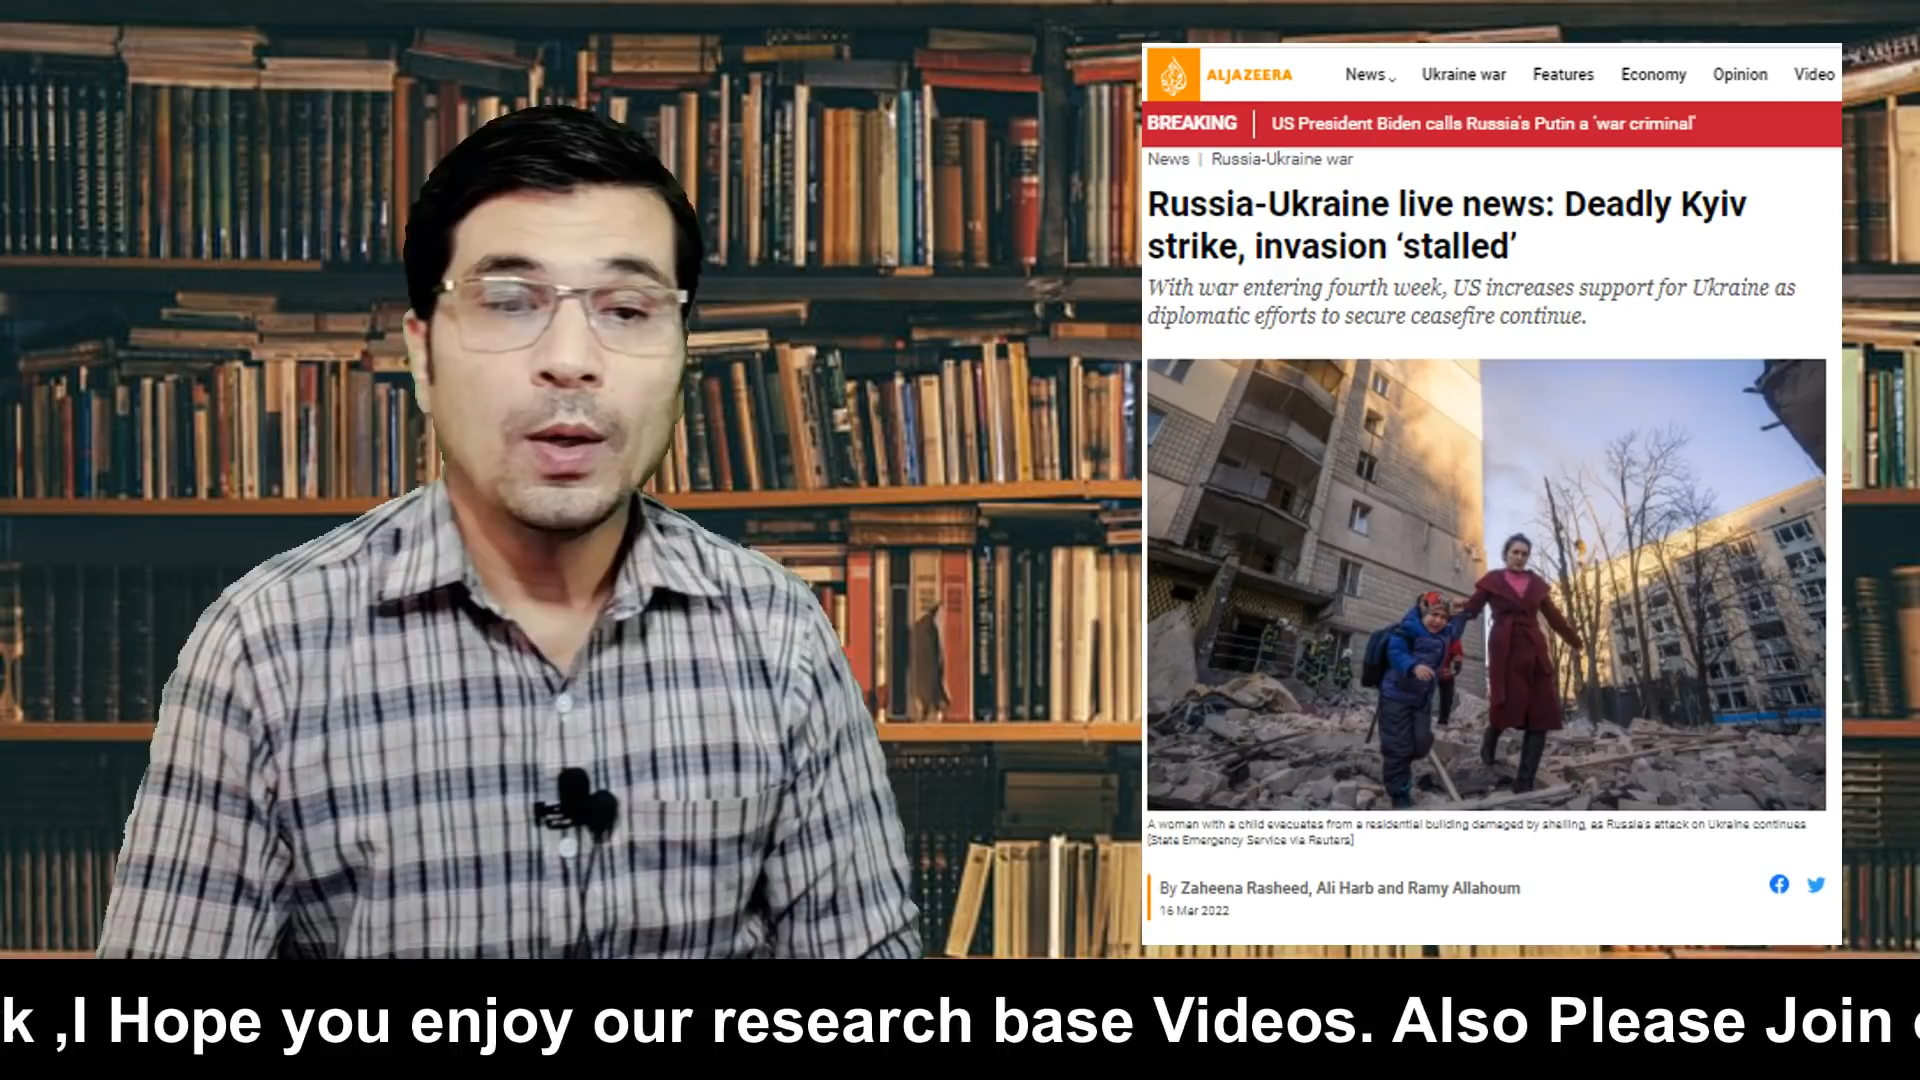 ALJAZEERA
News Ukraine war Features Economy Opinion Video
BREAKING US President Biden calls Russia's Putin a 'war criminal'
News | Russia-Ukraine war
Russia-Ukraine live news: Deadly Kyiv
strike, invasion ‘stalled’
With war entering fourth week, US increases support for Ukraine as
diplomatic efforts to secure ceasefire continue.
A woman with a child evacuates from a residential building damaged by shelling, as Russia's attack on Ukraine continues
[State Emergency Service via Reuters]
By Zaheena Rasheed, Ali Harb and Ramy Allahoum
16 Mar 2022
k ,I Hope you enjoy our research base Videos. Also Please Join
SCARLETT